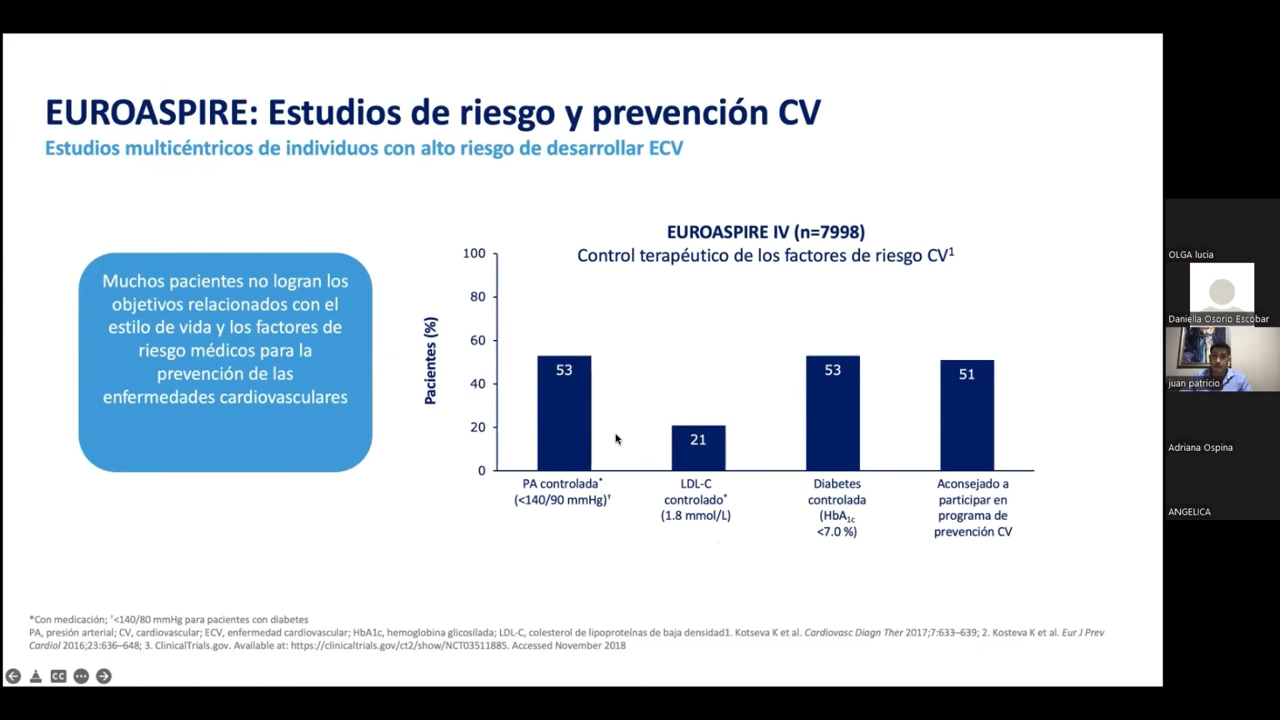 EUROASPIRE: Estudios de riesgo y prevención CV
Estudios multicéntricos de individuos con alto riesgo de desarrollar ECV
Muchos pacientes no logran los
objetivos relacionados con el
estilo de vida y los factores de
riesgo médicos para la
prevención de las
enfermedades cardiovasculares
EUROASPIRE IV (n=7998)
Control terapéutico de los factores de riesgo CV¹
Pacientes (%)
100
80
60
40
20
0
53
21
53
51
PA controlada*
(<140/90 mmHg)†
LDL-C
controlado*
(1.8 mmol/L)
Diabetes
controlada
(HbA1c
<7.0 %)
Aconsejado a
participar en
programa de
prevención CV
*Con medicación; †<140/80 mmHg para pacientes con diabetes
PA, presión arterial; CV, cardiovascular; ECV, enfermedad cardiovascular; HbA1c, hemoglobina glicosilada; LDL-C, colesterol de lipoproteínas de baja densidad1. Kotseva K et al. Cardiovasc Diagn Ther 2017;7:633–639; 2. Kosteva K et al. Eur J Prev
Cardiol 2016;23:636–648; 3. ClinicalTrials.gov. Available at: https://clinicaltrials.gov/ct2/show/NCT03511885. Accessed November 2018
CC
OLGA lucia
Daniella Osorio Escobar
juan patricio
Adriana Ospina
ANGELICA